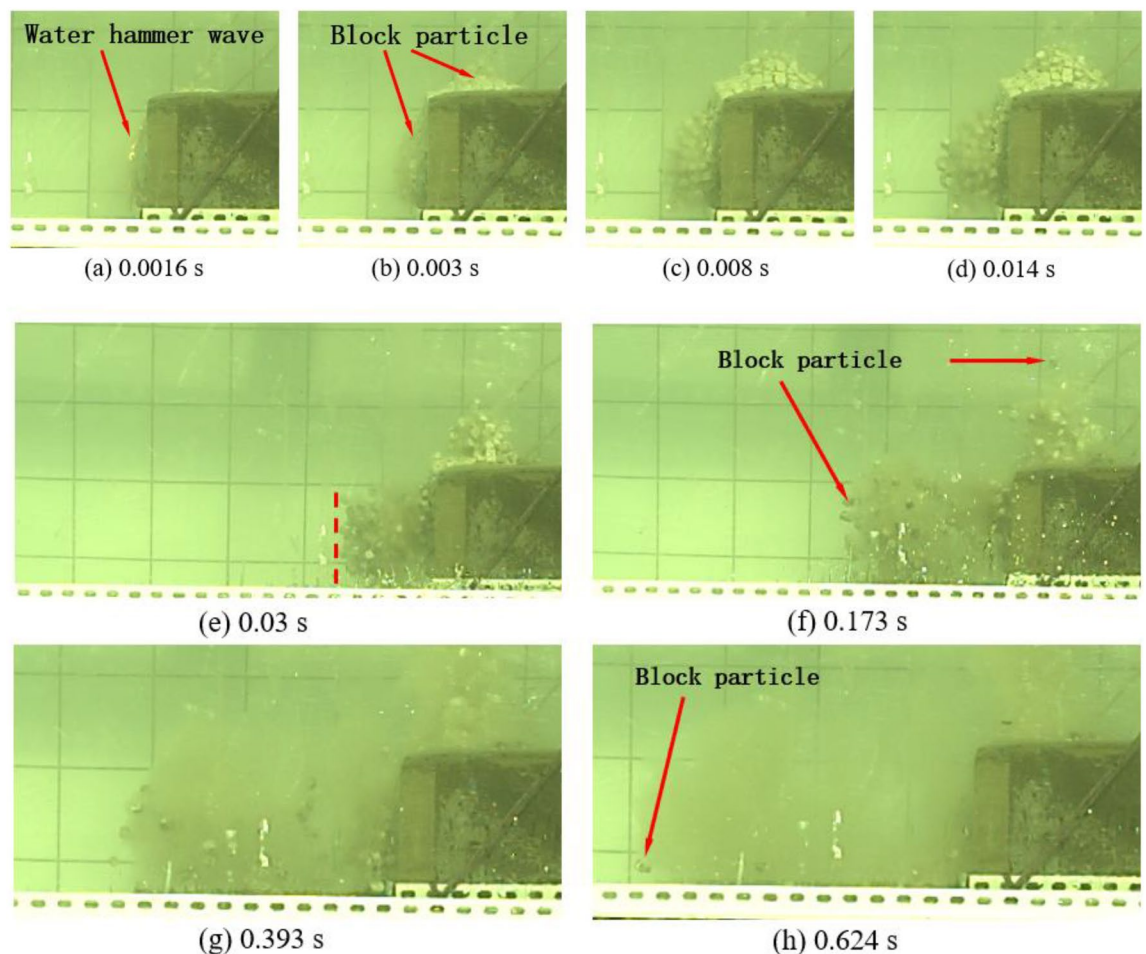 Water hammer wave
Block particle
(a) 0.0016 s
(b) 0.003 s
(c) 0.008 s
(d) 0.014 s
Block particle
(e) 0.03 s
(f) 0.173 s
Block particle
(g) 0.393 s
(h) 0.624 s